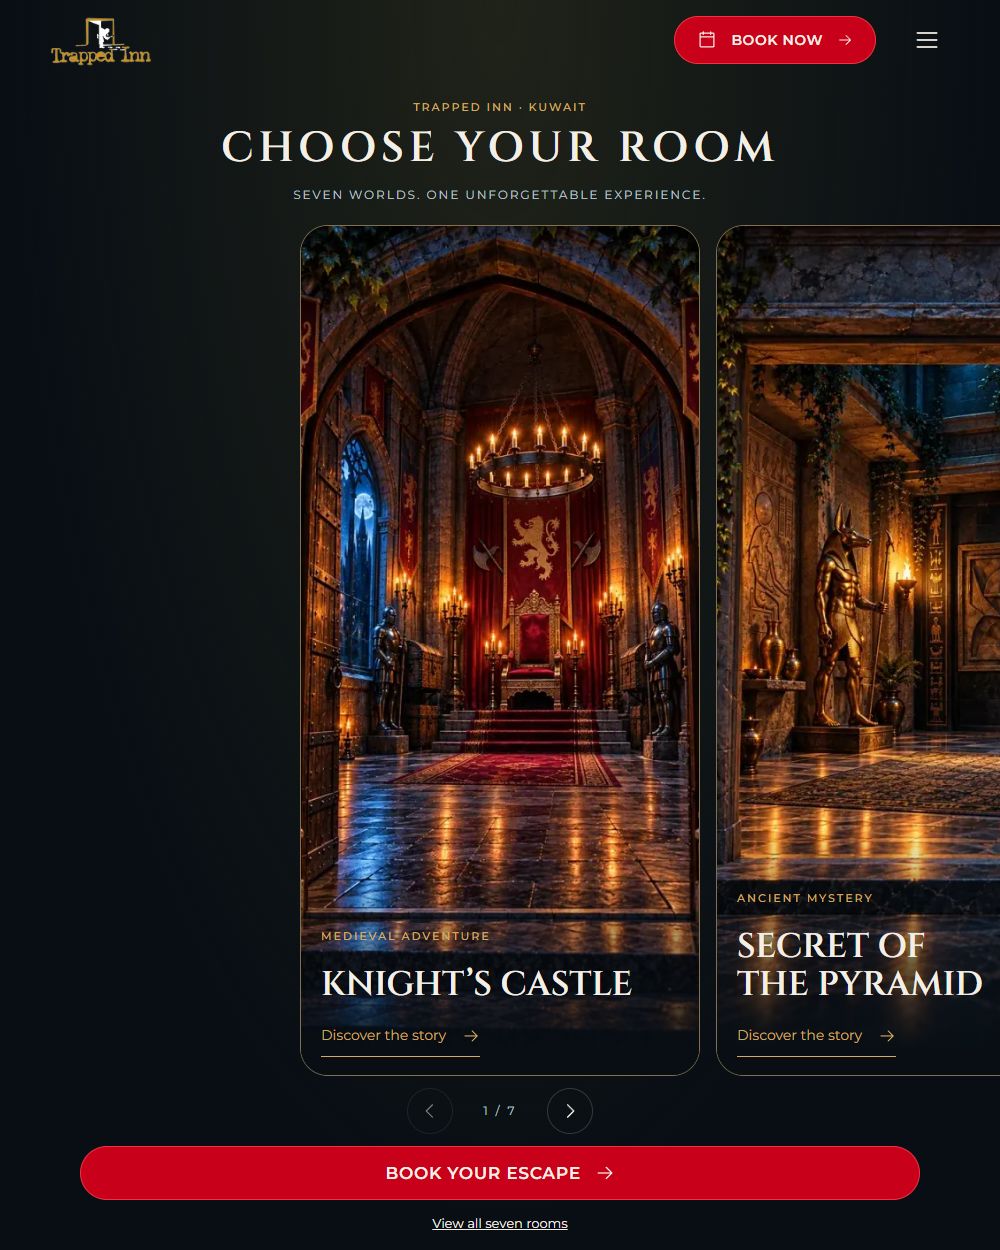 Trapped Inn
BOOK NOW
TRAPPED INN · KUWAIT
CHOOSE YOUR ROOM
SEVEN WORLDS. ONE UNFORGETTABLE EXPERIENCE.
MEDIEVAL ADVENTURE
KNIGHT’S CASTLE
Discover the story
ANCIENT MYSTERY
SECRET OF
THE PYRAMID
Discover the story
1 / 7
BOOK YOUR ESCAPE
View all seven rooms